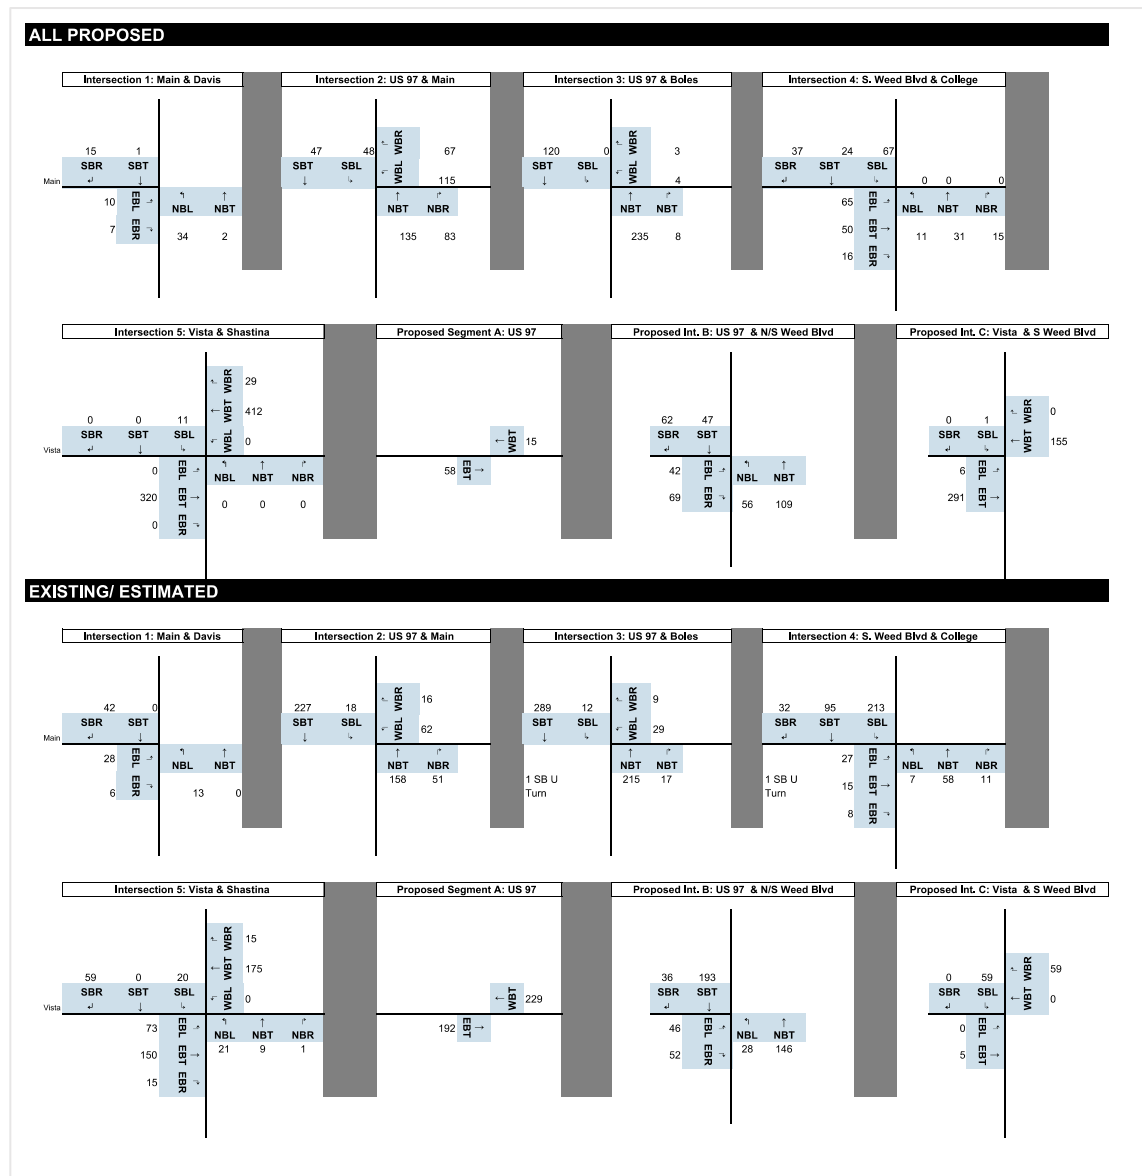 ALL PROPOSED
Intersection 1: Main & Davis
Intersection 2: US 97 & Main
Intersection 3: US 97 & Boles
Intersection 4: S. Weed Blvd & College
15 1
SBR SBT
Main
10 EBL
7 EBR
NBL NBT
34 2
47 48
SBT SBL
WBR 67
WBL 115
NBT NBR
135 83
120 0
SBT SBL
WBR 3
WBL 4
NBT NBT
235 8
37 24 67
SBR SBT SBL
65 EBL
50 EBT
16 EBR
0 0 0
NBL NBT NBR
11 31 15
Intersection 5: Vista & Shastina
Proposed Segment A: US 97
Proposed Int. B: US 97 & N/S Weed Blvd
Proposed Int. C: Vista & S Weed Blvd
0 0 11
SBR SBT SBL
Vista
WBR 29
WBT 412
WBL 0
0 EBL
320 EBT
0 EBR
NBL NBT NBR
0 0 0
WBT 15
58 EBT
62 47
SBR SBT
42 EBL
69 EBR
NBL NBT
56 109
0 1
SBR SBL
WBR 0
WBT 155
6 EBL
291 EBT
EXISTING/ ESTIMATED
Intersection 1: Main & Davis
Intersection 2: US 97 & Main
Intersection 3: US 97 & Boles
Intersection 4: S. Weed Blvd & College
42 0
SBR SBT
Main
28 EBL
6 EBR
NBL NBT
13 0
227 18
SBT SBL
WBR 16
WBL 62
NBT NBR
158 51
289 12
SBT SBL
WBR 9
WBL 29
NBT NBT
215 17
1 SB U
Turn
32 95 213
SBR SBT SBL
27 EBL
15 EBT
8 EBR
NBL NBT NBR
7 58 11
1 SB U
Turn
Intersection 5: Vista & Shastina
Proposed Segment A: US 97
Proposed Int. B: US 97 & N/S Weed Blvd
Proposed Int. C: Vista & S Weed Blvd
59 0 20
SBR SBT SBL
Vista
WBR 15
WBT 175
WBL 0
73 EBL
150 EBT
15 EBR
NBL NBT NBR
21 9 1
WBT 229
192 EBT
36 193
SBR SBT
46 EBL
52 EBR
NBL NBT
28 146
0 59
SBR SBL
WBR 59
WBT 0
0 EBL
5 EBT